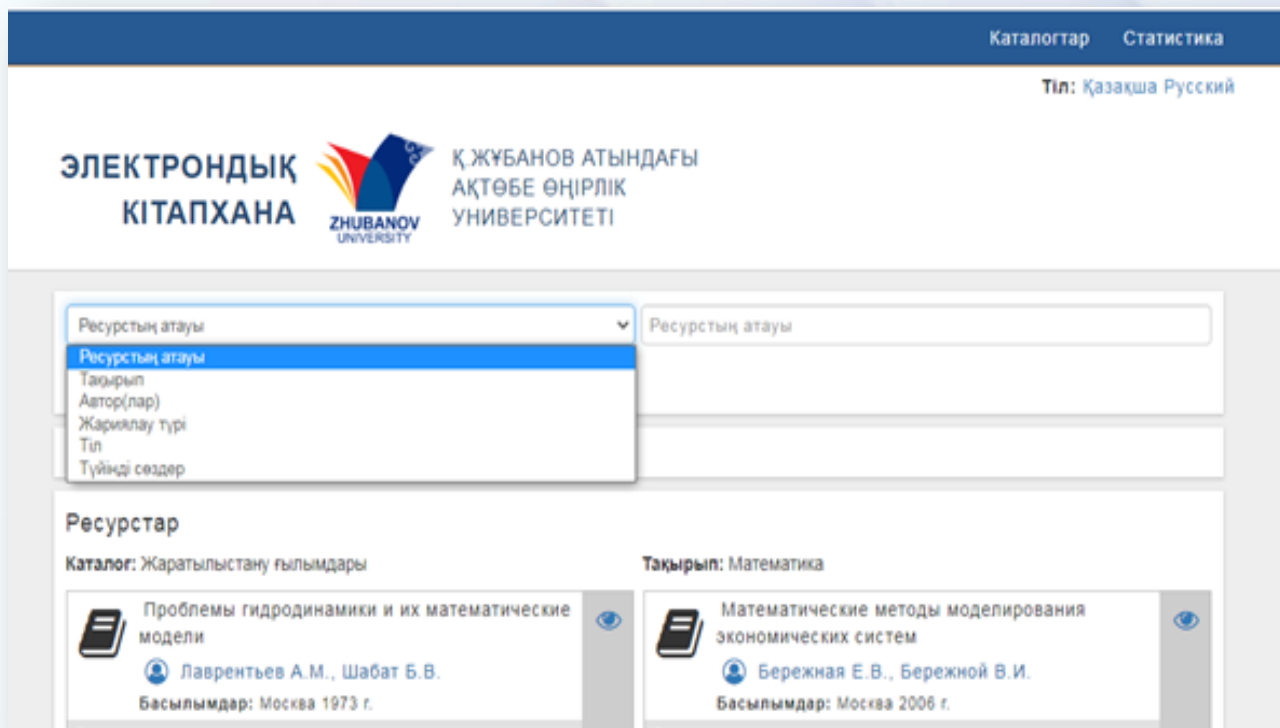 Каталогтар Статистика
Тіл: Қазақша Русский
ЭЛЕКТРОНДЫҚ
КІТАПХАНА
ZHUBANOV
UNIVERSITY
Қ.ЖҰБАНОВ АТЫНДАҒЫ
АҚТӨБЕ ӨҢІРЛІК
УНИВЕРСИТЕТІ
Ресурстың атауы
Ресурстың атауы
Ресурстың атауы
Тақырып
Автор(лар)
Жариялау түрі
Тіл
Түйінді сөздер
Ресурстар
Каталог: Жаратылыстану ғылымдары
Тақырып: Математика
Проблемы гидродинамики и их математические
модели
Лаврентьев А.М., Шабат Б.В.
Басылымдар: Москва 1973 г.
Математические методы моделирования
экономических систем
Бережная Е.В., Бережной В.И.
Басылымдар: Москва 2006 г.